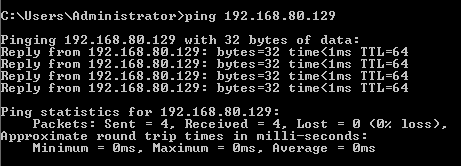 C:\Users\Administrator>ping 192.168.80.129
Pinging 192.168.80.129 with 32 bytes of data:
Reply from 192.168.80.129: bytes=32 time<1ms TTL=64
Reply from 192.168.80.129: bytes=32 time<1ms TTL=64
Reply from 192.168.80.129: bytes=32 time<1ms TTL=64
Reply from 192.168.80.129: bytes=32 time<1ms TTL=64
Ping statistics for 192.168.80.129:
    Packets: Sent = 4, Received = 4, Lost = 0 (0% loss),
Approximate round trip times in milli-seconds:
    Minimum = 0ms, Maximum = 0ms, Average = 0ms